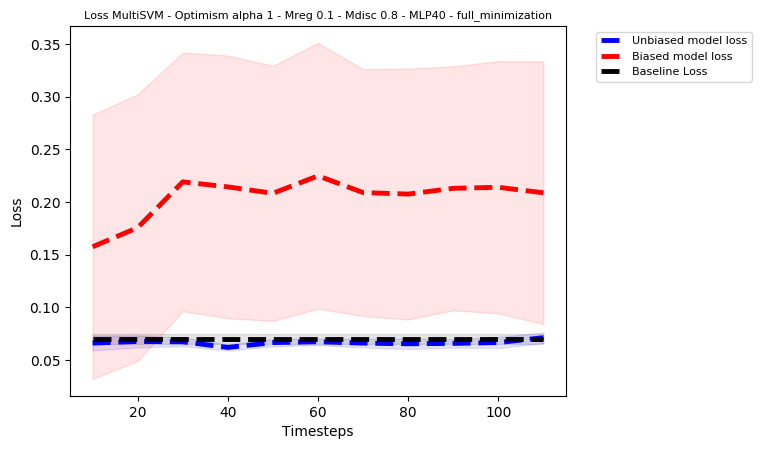 Loss MultiSVM - Optimism alpha 1 - Mreg 0.1 - Mdisc 0.8 - MLP40 - full_minimization
Unbiased model loss
Biased model loss
Baseline Loss
Loss
0.35
0.30
0.25
0.20
0.15
0.10
0.05
20 40 60 80 100
Timesteps